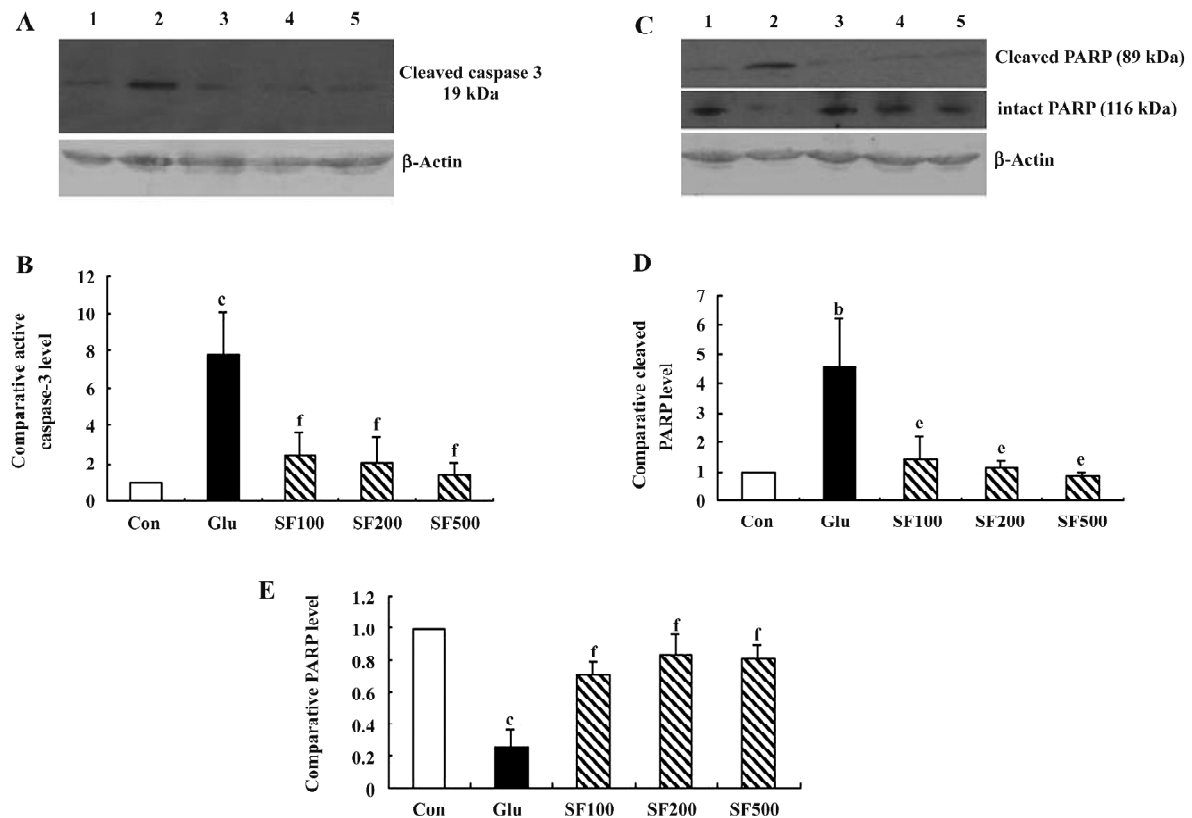 A
1 2 3 4 5
Cleaved caspase 3
19 kDa
β-Actin
C
1 2 3 4 5
Cleaved PARP (89 kDa)
intact PARP (116 kDa)
β-Actin
B
Comparative active
caspase-3 level
12
10
8
6
4
2
0
c
f
f
f
Con Glu SF100 SF200 SF500
D
Comparative cleaved
PARP level
7
6
5
4
3
2
1
0
b
e
e
e
Con Glu SF100 SF200 SF500
E
Comparative PARP level
1.2
1.0
0.8
0.6
0.4
0.2
0
c
f
f
f
Con Glu SF100 SF200 SF500